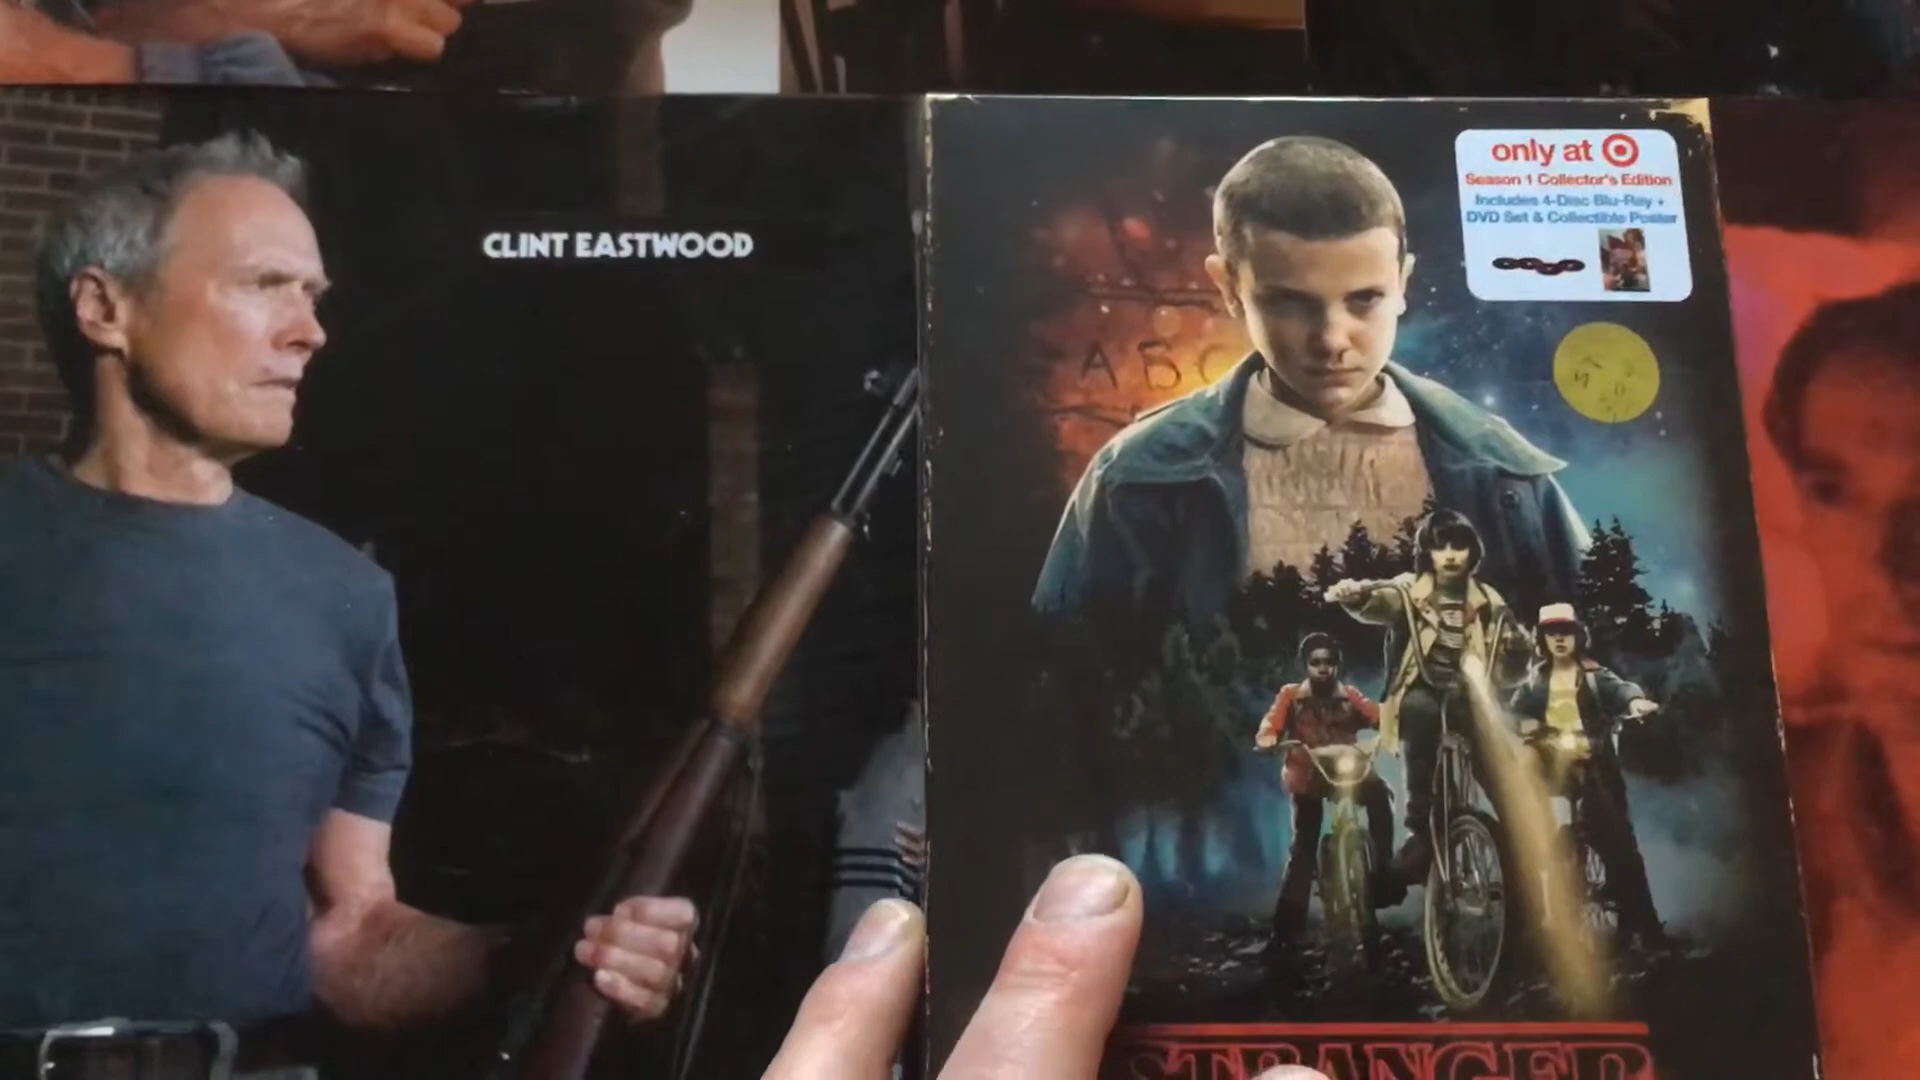 CLINT EASTWOOD
only at
Season 1 Collector's Edition
Includes 4-Disc Blu-Ray +
DVD Set & Collectible Poster
A B C
STRANGER